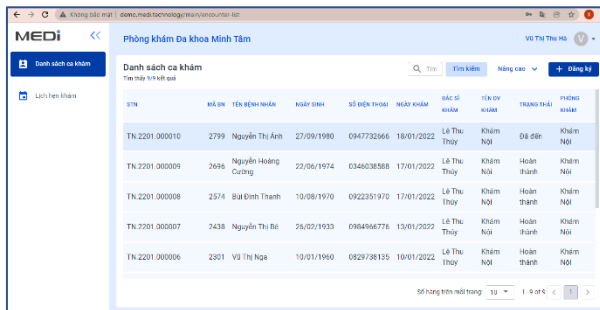 Không bảo mật | demo.medi.technology/main/encounter-list
MEDi
Phòng khám Đa khoa Minh Tâm
Vũ Thị Thu Hà
V
Danh sách ca khám
Lịch hẹn khám
Danh sách ca khám
Tìm thấy 9/9 kết quả
Tìm
Tìm kiếm
Nâng cao
+ Đăng ký
STN MÃ BN TÊN BỆNH NHÂN NGÀY SINH SỐ ĐIỆN THOẠI NGÀY KHÁM BÁC SĨ KHÁM TÊN DV KHÁM TRẠNG THÁI PHÒNG KHÁM
TN.2201.000010 2799 Nguyễn Thị Ánh 27/09/1980 0947732666 18/01/2022 Lê Thu Thủy Khám Nội Đã đến Khám Nội
TN.2201.000009 2696 Nguyễn Hoàng Cường 22/06/1974 0346038588 17/01/2022 Lê Thu Thủy Khám Nội Hoàn thành Khám Nội
TN.2201.000008 2574 Bùi Đình Thanh 10/08/1970 0922351970 17/01/2022 Lê Thu Thủy Khám Nội Hoàn thành Khám Nội
TN.2201.000007 2438 Nguyễn Thị Bé 26/02/1933 0984966776 13/01/2022 Lê Thu Thủy Khám Nội Hoàn thành Khám Nội
TN.2201.000006 2301 Vũ Thị Nga 10/01/1960 0829738135 10/01/2022 Lê Thu Thủy Khám Nội Hoàn thành Khám Nội
Số hàng trên mỗi trang: 10 1-9 of 9 1